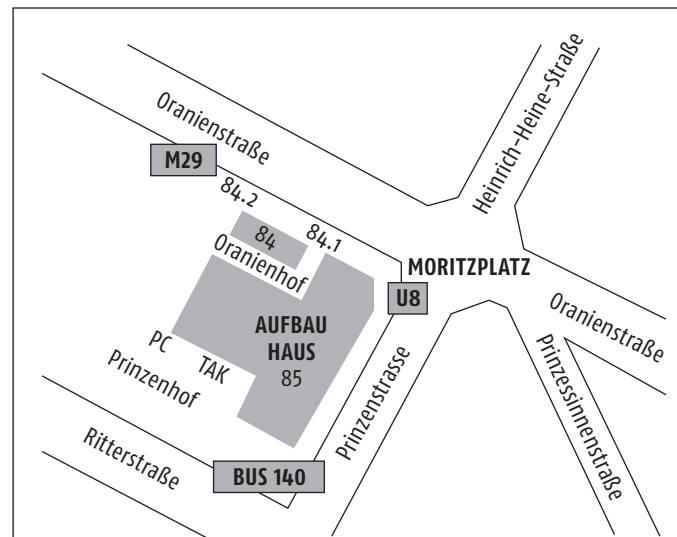 Oranienstraße
Heinrich-Heine-Straße
M29
84.2
84
84.1
Oranienhof
MORITZPLATZ
U8
Oranienstraße
AUFBAU
HAUS
85
PC
TAK
Prinzenhof
Prinzenstrasse
Prinzessinnenstraße
Ritterstraße
BUS 140